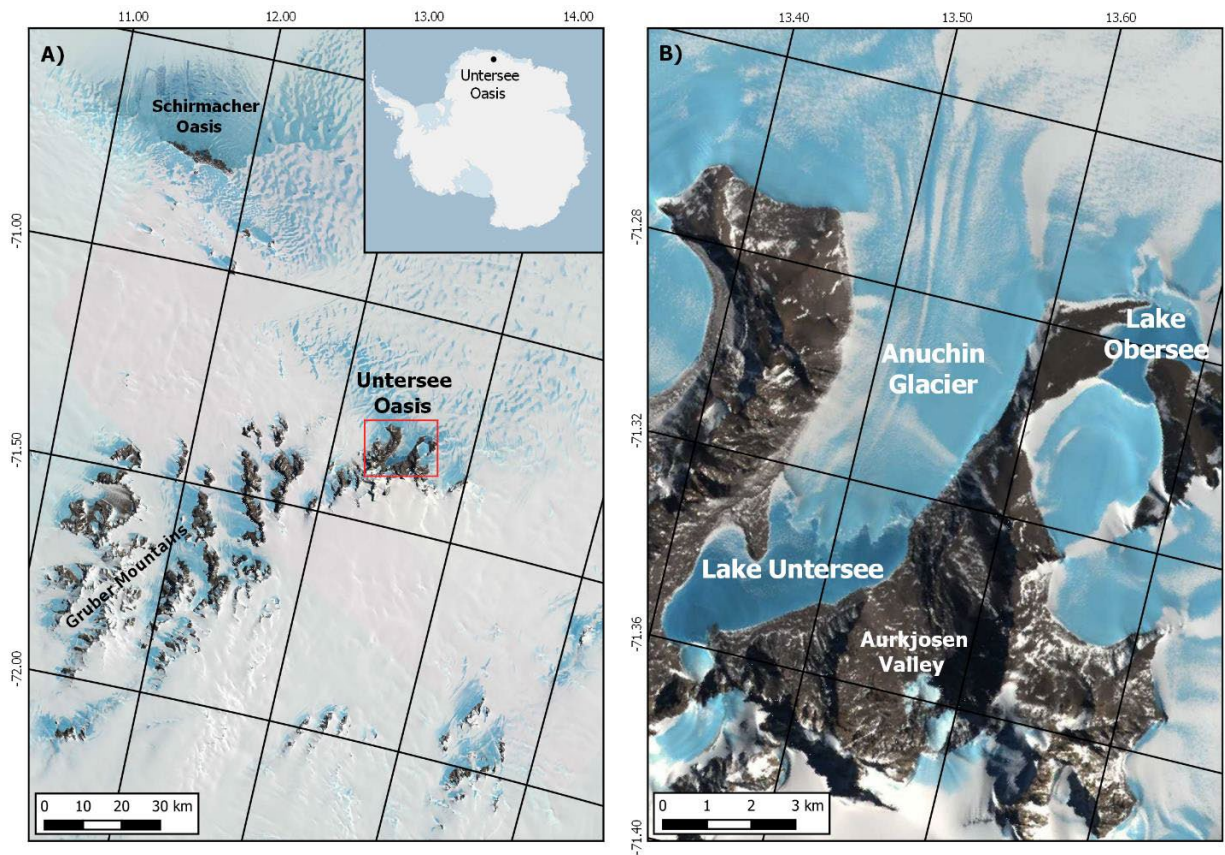 11.00
12.00
13.00
14.00
A)
Schirmacher
Oasis
Untersee
Oasis
-71.00
Untersee
Oasis
-71.50
Gruber Mountains
-72.00
0 10 20 30 km
13.40
13.50
13.60
B)
-71.28
Lake
Obersee
Anuchin
Glacier
-71.32
Lake Untersee
-71.36
Aurkjosen
Valley
0 1 2 3 km
-71.40